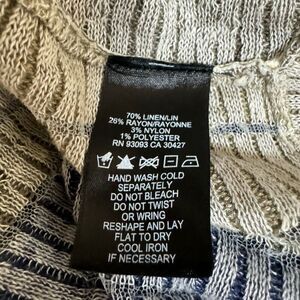 70% LINEN/LIN
26% RAYON/RAYONNE
3% NYLON
1% POLYESTER
RN 93093 CA 30427
HAND WASH COLD
SEPARATELY
DO NOT BLEACH
DO NOT TWIST
OR WRING
RESHAPE AND LAY
FLAT TO DRY
COOL IRON
IF NECESSARY